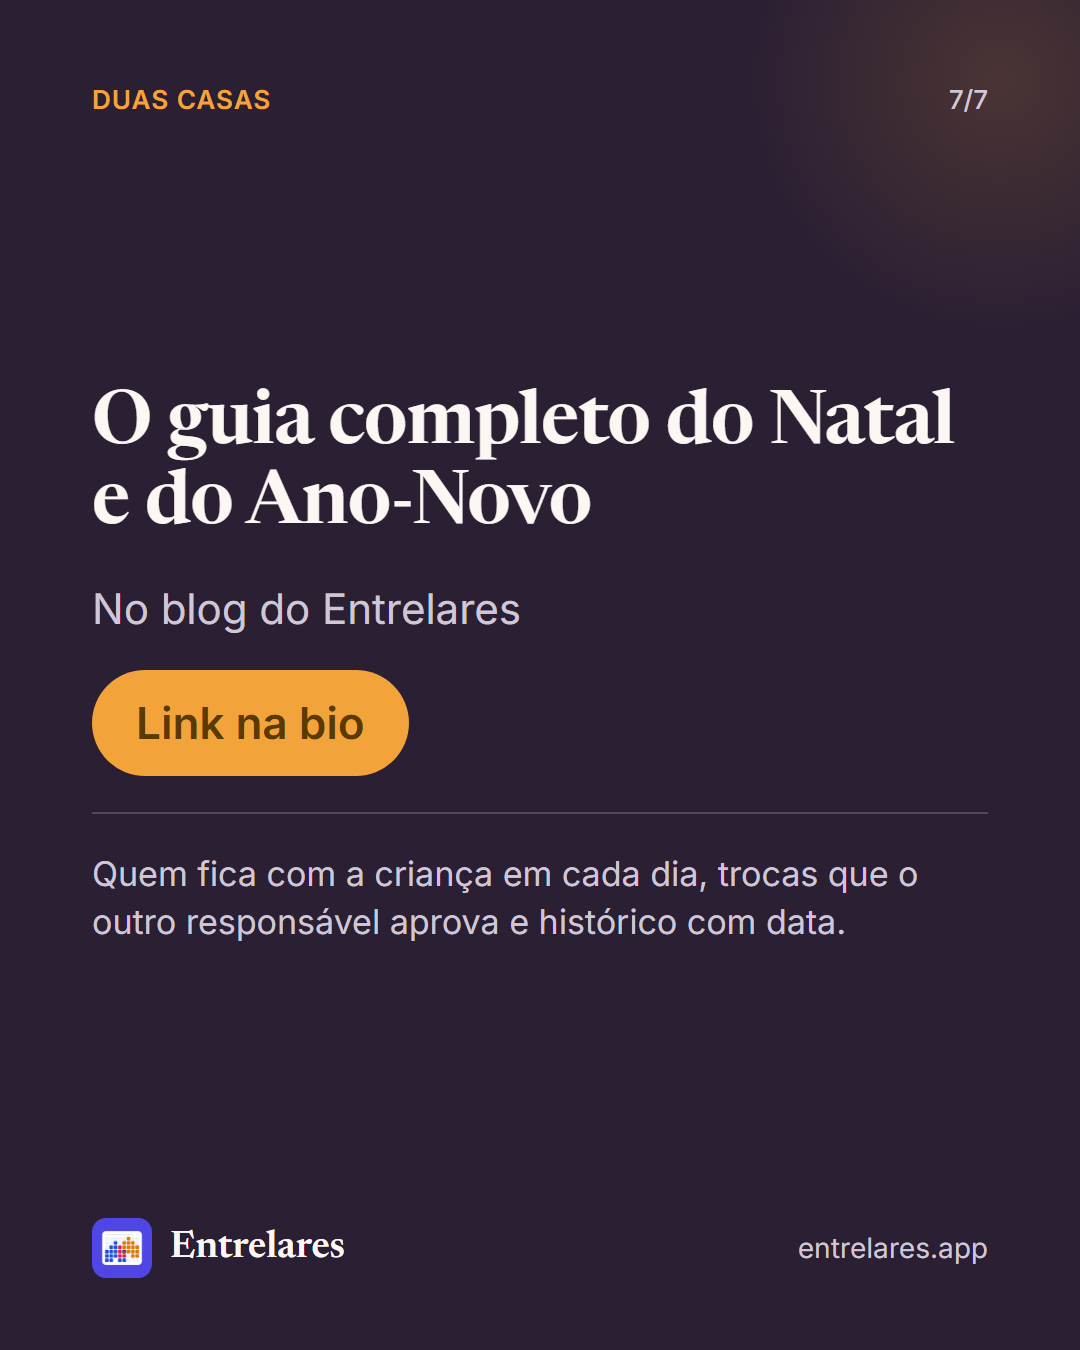 DUAS CASAS
7/7
O guia completo do Natal
e do Ano-Novo
No blog do Entrelares
Link na bio
Quem fica com a criança em cada dia, trocas que o
outro responsável aprova e histórico com data.
Entrelares
entrelares.app